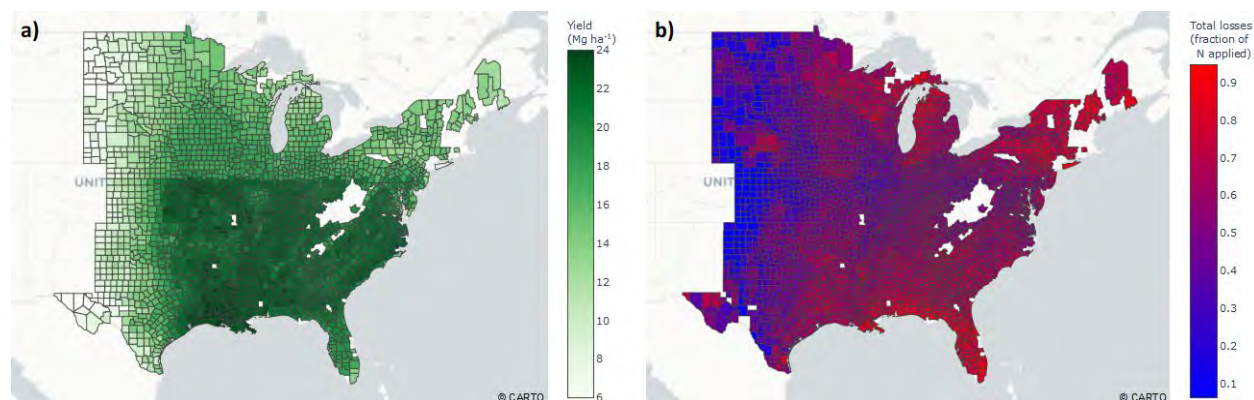 a)
UNIT
© CARTO
Yield
(Mg ha⁻¹)
24
22
20
18
16
14
12
10
8
6
b)
UNIT
© CARTO
Total losses
(fraction of
N applied)
0.9
0.8
0.7
0.6
0.5
0.4
0.3
0.2
0.1